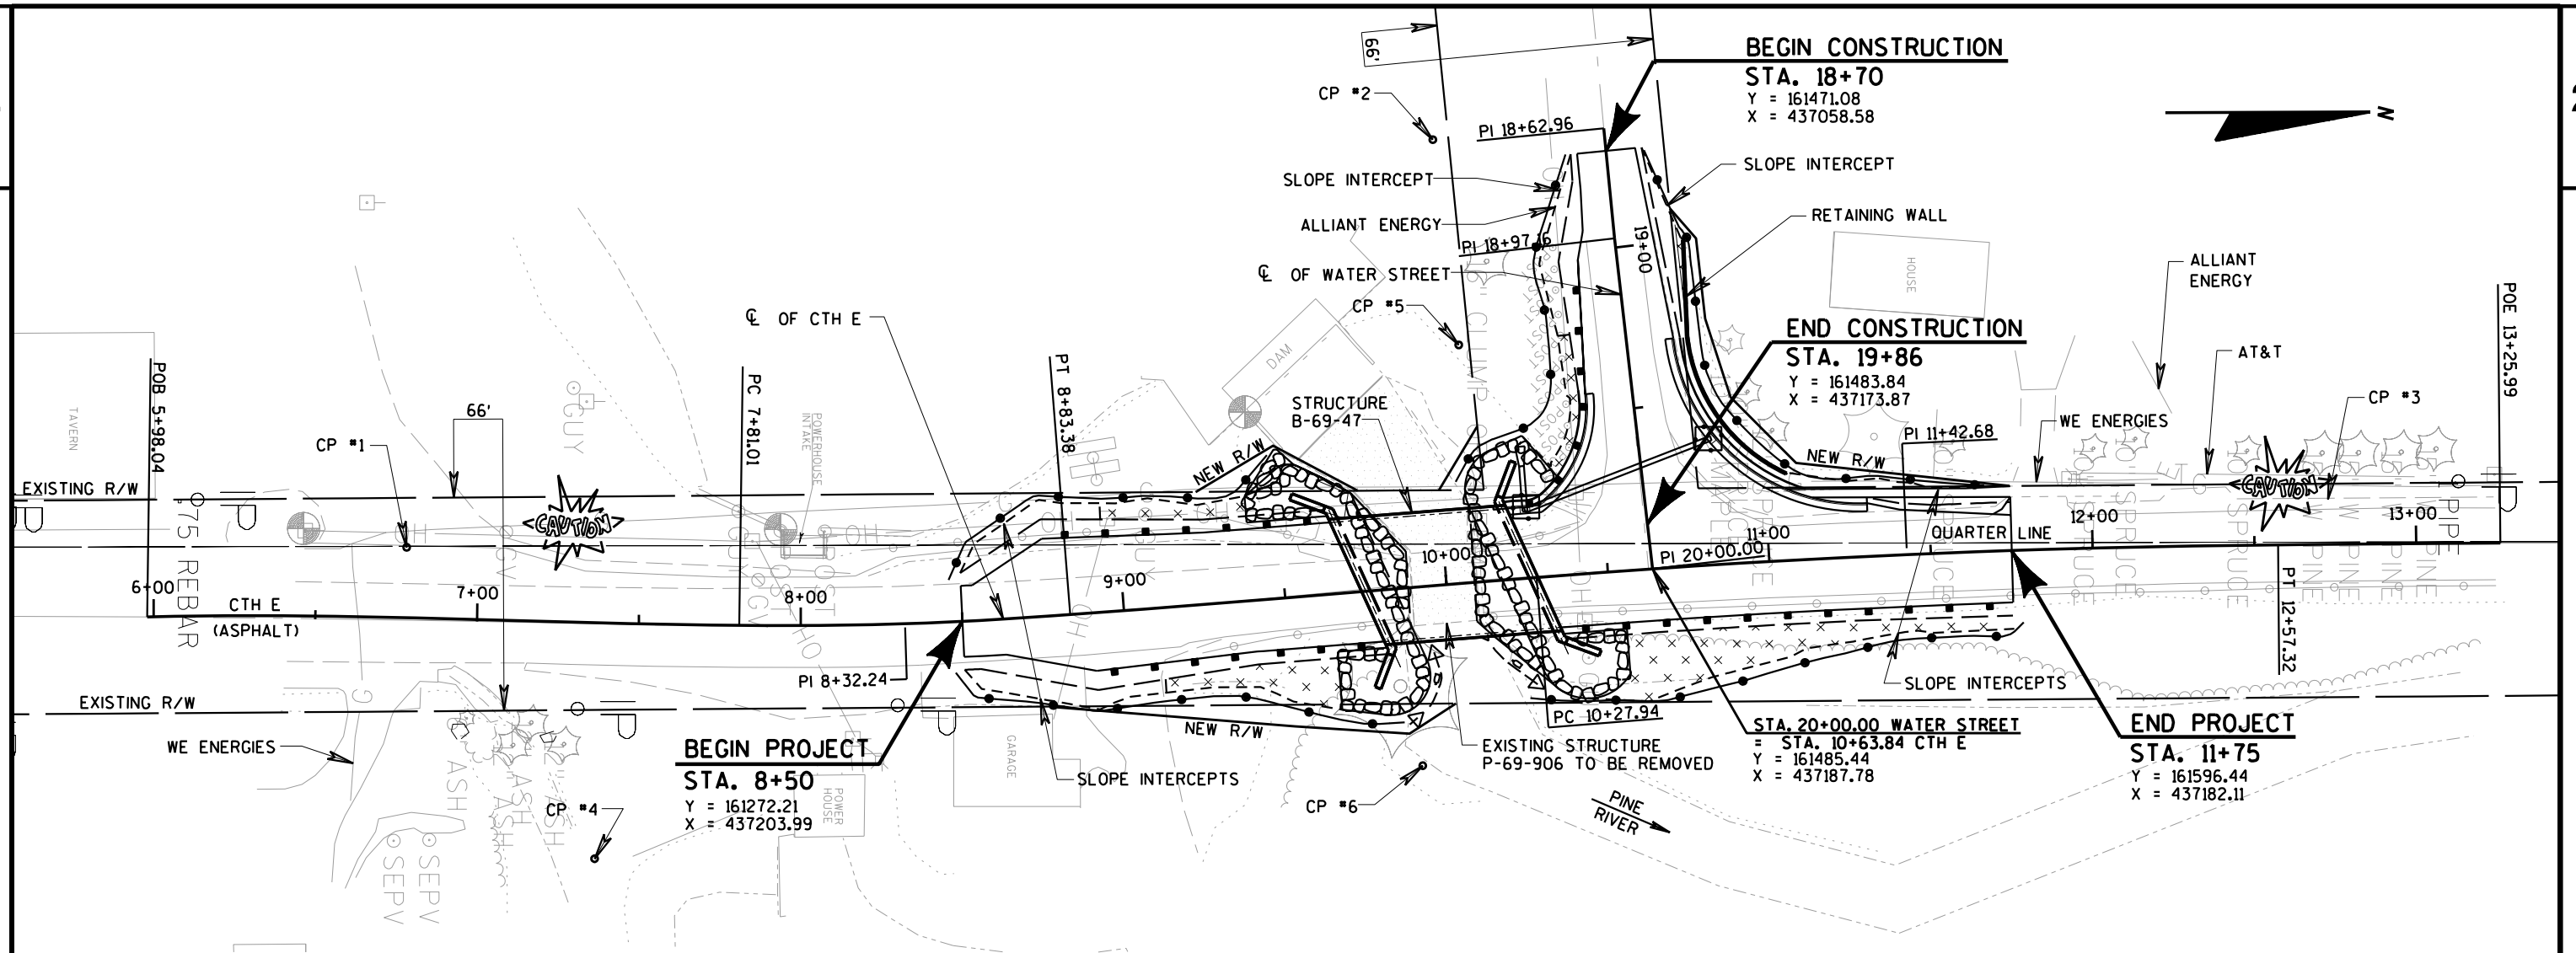 66'
BEGIN CONSTRUCTION
STA. 18+70
Y = 161471.08
X = 437058.58
N
CP #2
PI 18+62.96
SLOPE INTERCEPT
SLOPE INTERCEPT
ALLIANT ENERGY
RETAINING WALL
PI 18+97.16
19+00
℄ OF WATER STREET
HOUSE
ALLIANT
ENERGY
CP #5
℄ OF CTH E
END CONSTRUCTION
STA. 19+86
Y = 161483.84
X = 437173.87
POE 13+25.99
AT&T
DAM
POB 5+98.04
PC 7+81.01
PT 8+83.38
TAVERN
GUY
66'
POWERHOUSE
INTAKE
STRUCTURE
B-69-47
CP #3
CP #1
WE ENERGIES
PI 11+42.68
NEW R/W
NEW R/W
EXISTING R/W
CAUTION
CAUTION
.75 REBAR
10+00
11+00
QUARTER LINE
12+00
13+00
1" PIPE
PI 20+00.00
6+00
7+00
8+00
9+00
CTH E
(ASPHALT)
PT 12+57.32
PI 8+32.24
SLOPE INTERCEPTS
EXISTING R/W
PC 10+27.94
NEW R/W
WE ENERGIES
BEGIN PROJECT
STA. 8+50
Y = 161272.21
X = 437203.99
GARAGE
SLOPE INTERCEPTS
EXISTING STRUCTURE
P-69-906 TO BE REMOVED
STA. 20+00.00 WATER STREET
= STA. 10+63.84 CTH E
Y = 161485.44
X = 437187.78
END PROJECT
STA. 11+75
Y = 161596.44
X = 437182.11
POWER
HOUSE
CP #4
CP #6
PINE
RIVER
ASH
ASH
ASH
SEPV
SEPV